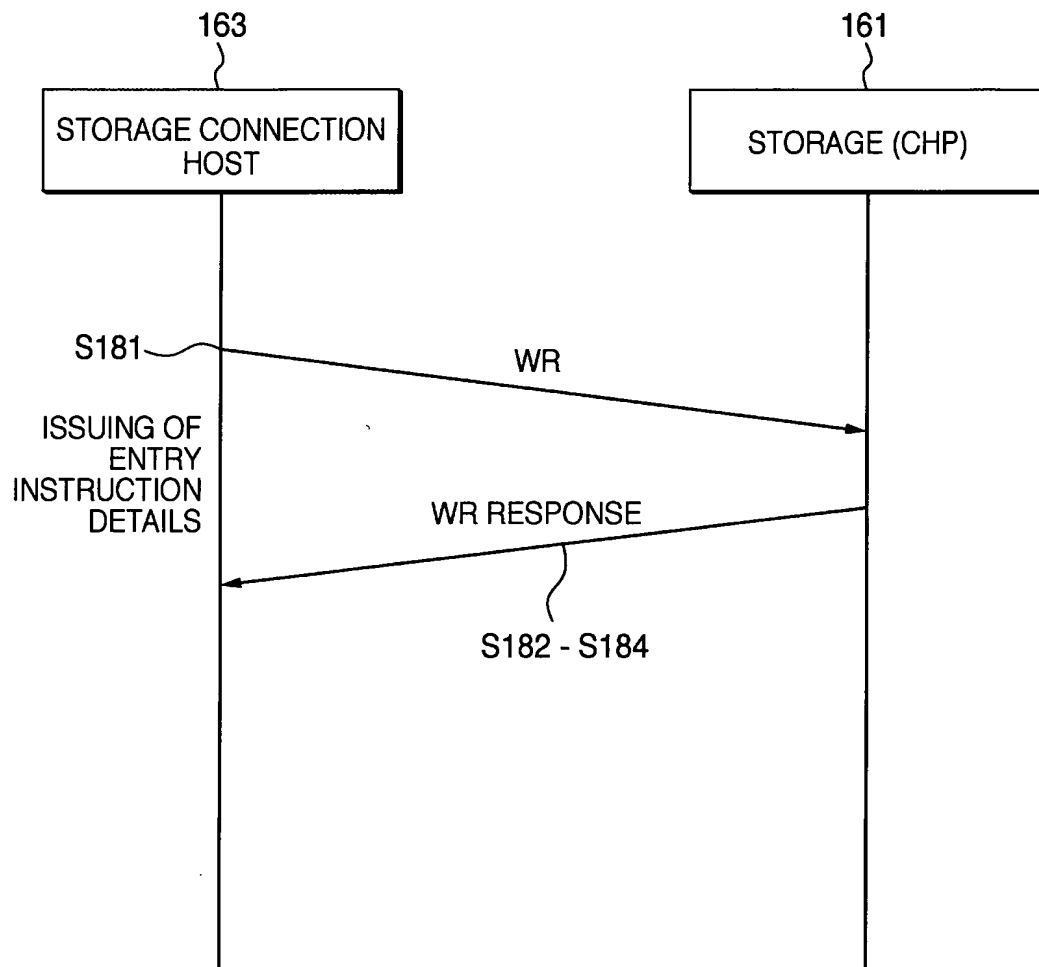 163
161
STORAGE CONNECTION
HOST
STORAGE (CHP)
S181
WR
ISSUING OF
ENTRY
INSTRUCTION
DETAILS
WR RESPONSE
S182 - S184